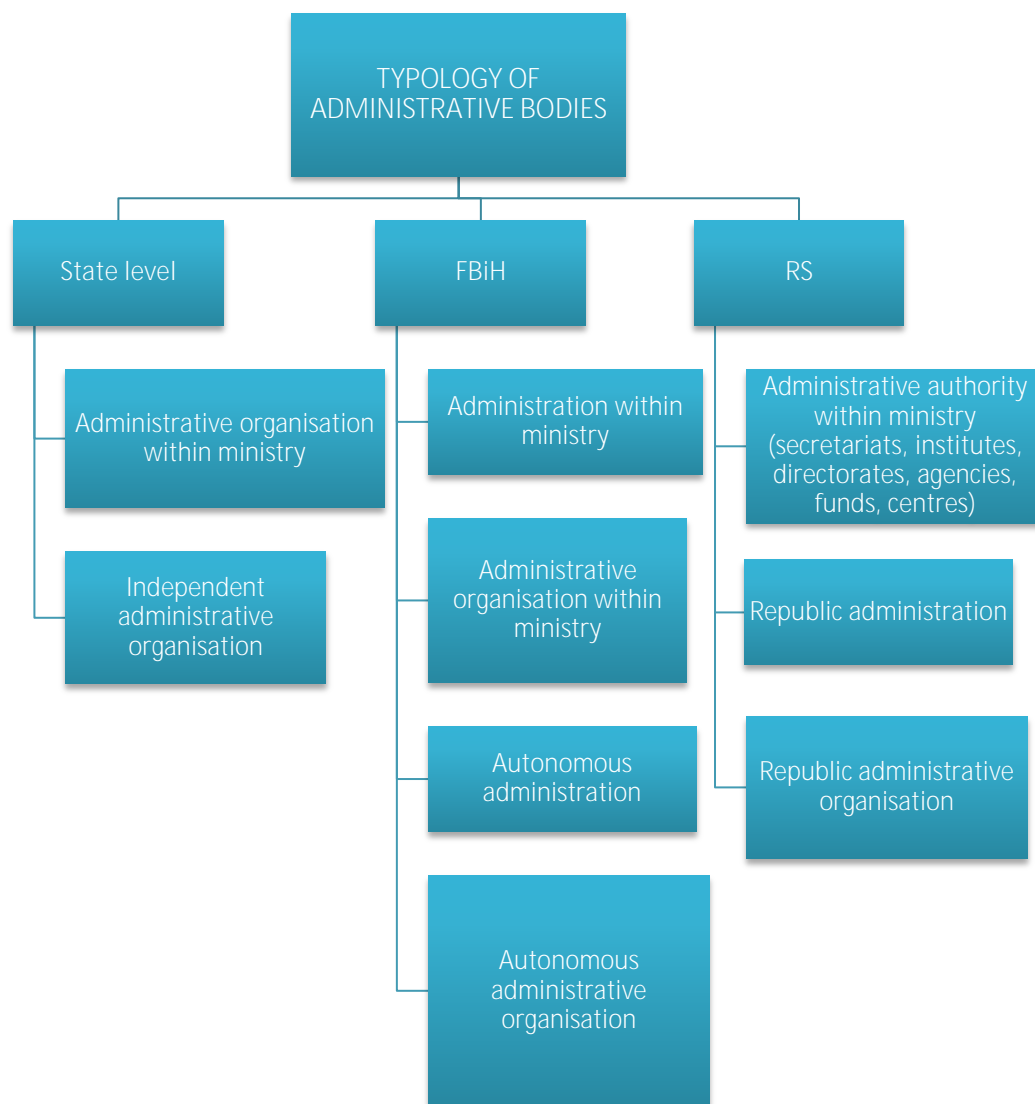 TYPOLOGY OF
ADMINISTRATIVE BODIES
State level
Administrative organisation
within ministry
Independent
administrative
organisation
FBiH
Administration within
ministry
Administrative
organisation within
ministry
Autonomous
administration
Autonomous
administrative
organisation
RS
Administrative authority
within ministry
(secretariats, institutes,
directorates, agencies,
funds, centres)
Republic administration
Republic administrative
organisation